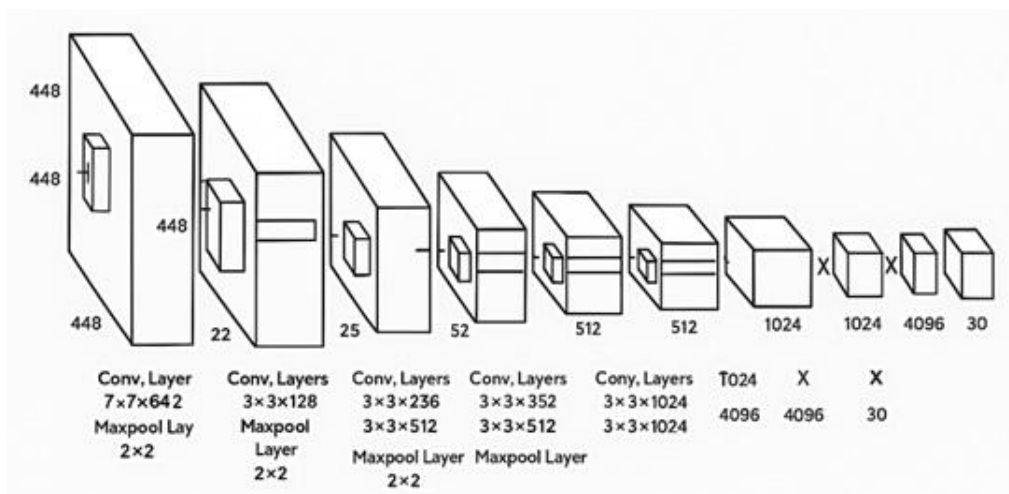 448
448
448
448
22
25
52
512
512
1024
1024
4096
30
X
X
Conv, Layer
7×7×642
Maxpool Lay
2×2
Conv, Layers
3×3×128
Maxpool
Layer
2×2
Conv, Layers
3×3×236
3×3×512
Maxpool Layer
2×2
Conv, Layers
3×3×352
3×3×512
Maxpool Layer
Cony, Layers
3×3×1024
3×3×1024
1024
4096
X
4096
X
30